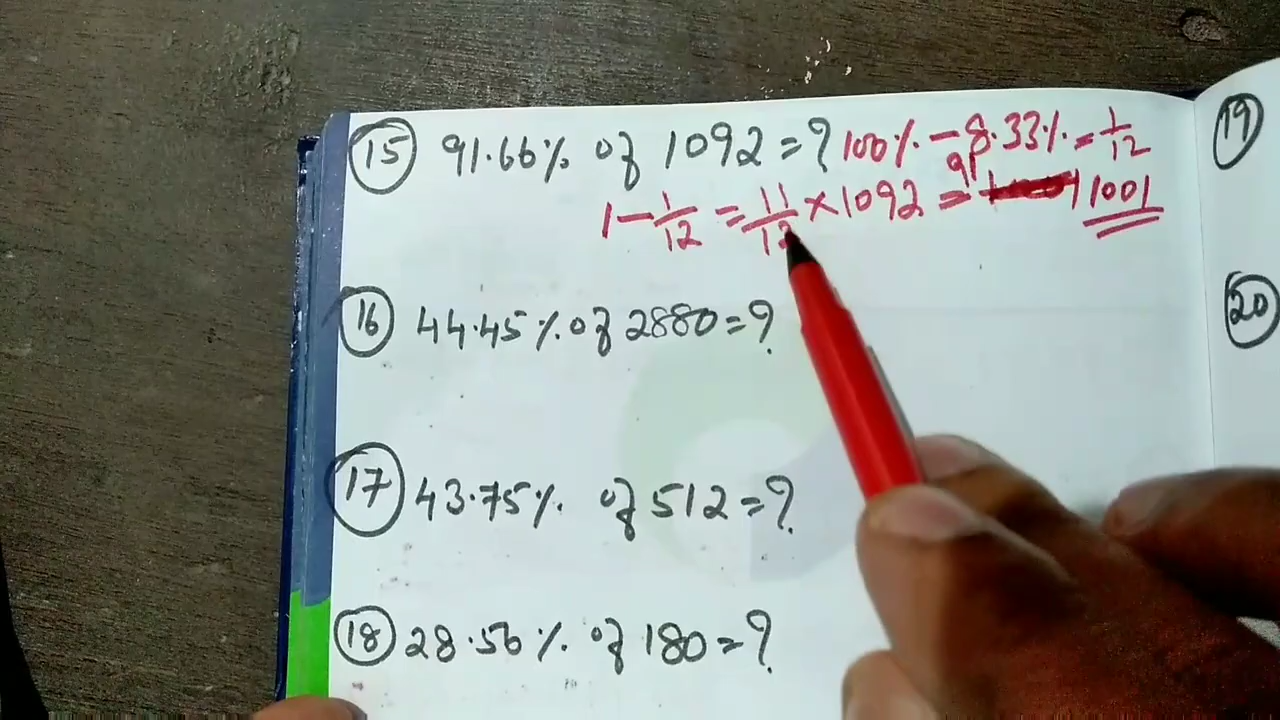 15 91.66% of 1092 = ? 100% - 8.33% = 1/12
1 - 1/12 = 11/12 × 1092 = 91 1001
16 44.45% of 2880 = ?
17 43.75% of 512 = ?
18 28.56% of 180 = ?
19
20